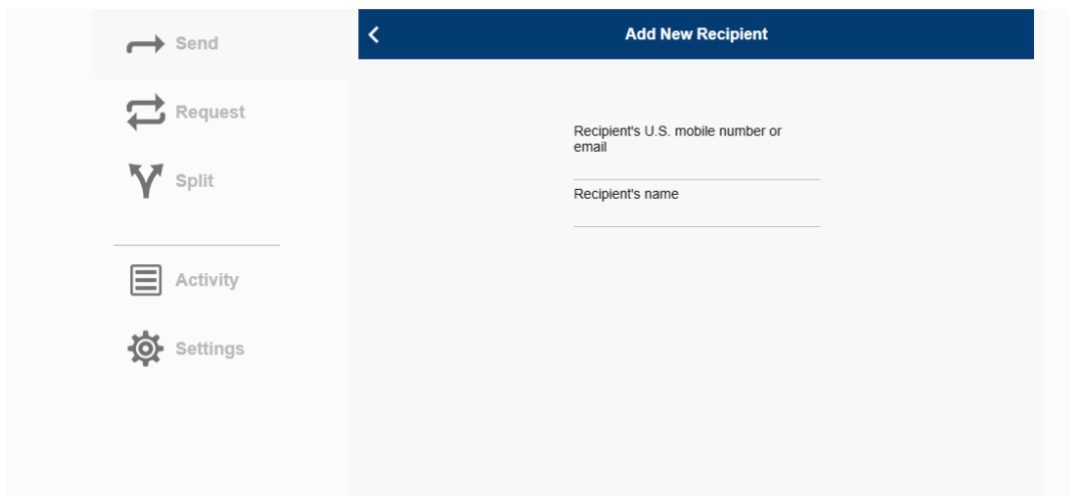 Send
Request
Split
Activity
Settings
Add New Recipient
Recipient's U.S. mobile number or
email
Recipient's name